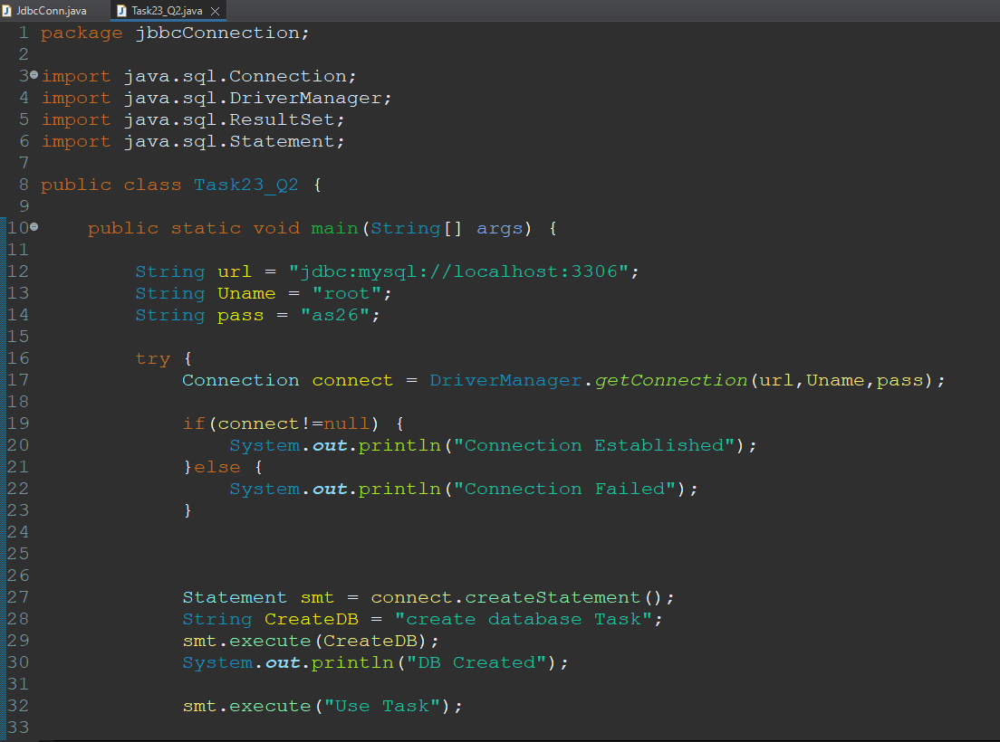 JdbcConn.java Task23_Q2.java
1 package jbbcConnection;
2
3 import java.sql.Connection;
4 import java.sql.DriverManager;
5 import java.sql.ResultSet;
6 import java.sql.Statement;
7
8 public class Task23_Q2 {
9
10 public static void main(String[] args) {
11
12 String url = "jdbc:mysql://localhost:3306";
13 String Uname = "root";
14 String pass = "as26";
15
16 try {
17 Connection connect = DriverManager.getConnection(url,Uname,pass);
18
19 if(connect!=null) {
20 System.out.println("Connection Established");
21 }else {
22 System.out.println("Connection Failed");
23 }
24
25
26
27 Statement smt = connect.createStatement();
28 String CreateDB = "create database Task";
29 smt.execute(CreateDB);
30 System.out.println("DB Created");
31
32 smt.execute("Use Task");
33